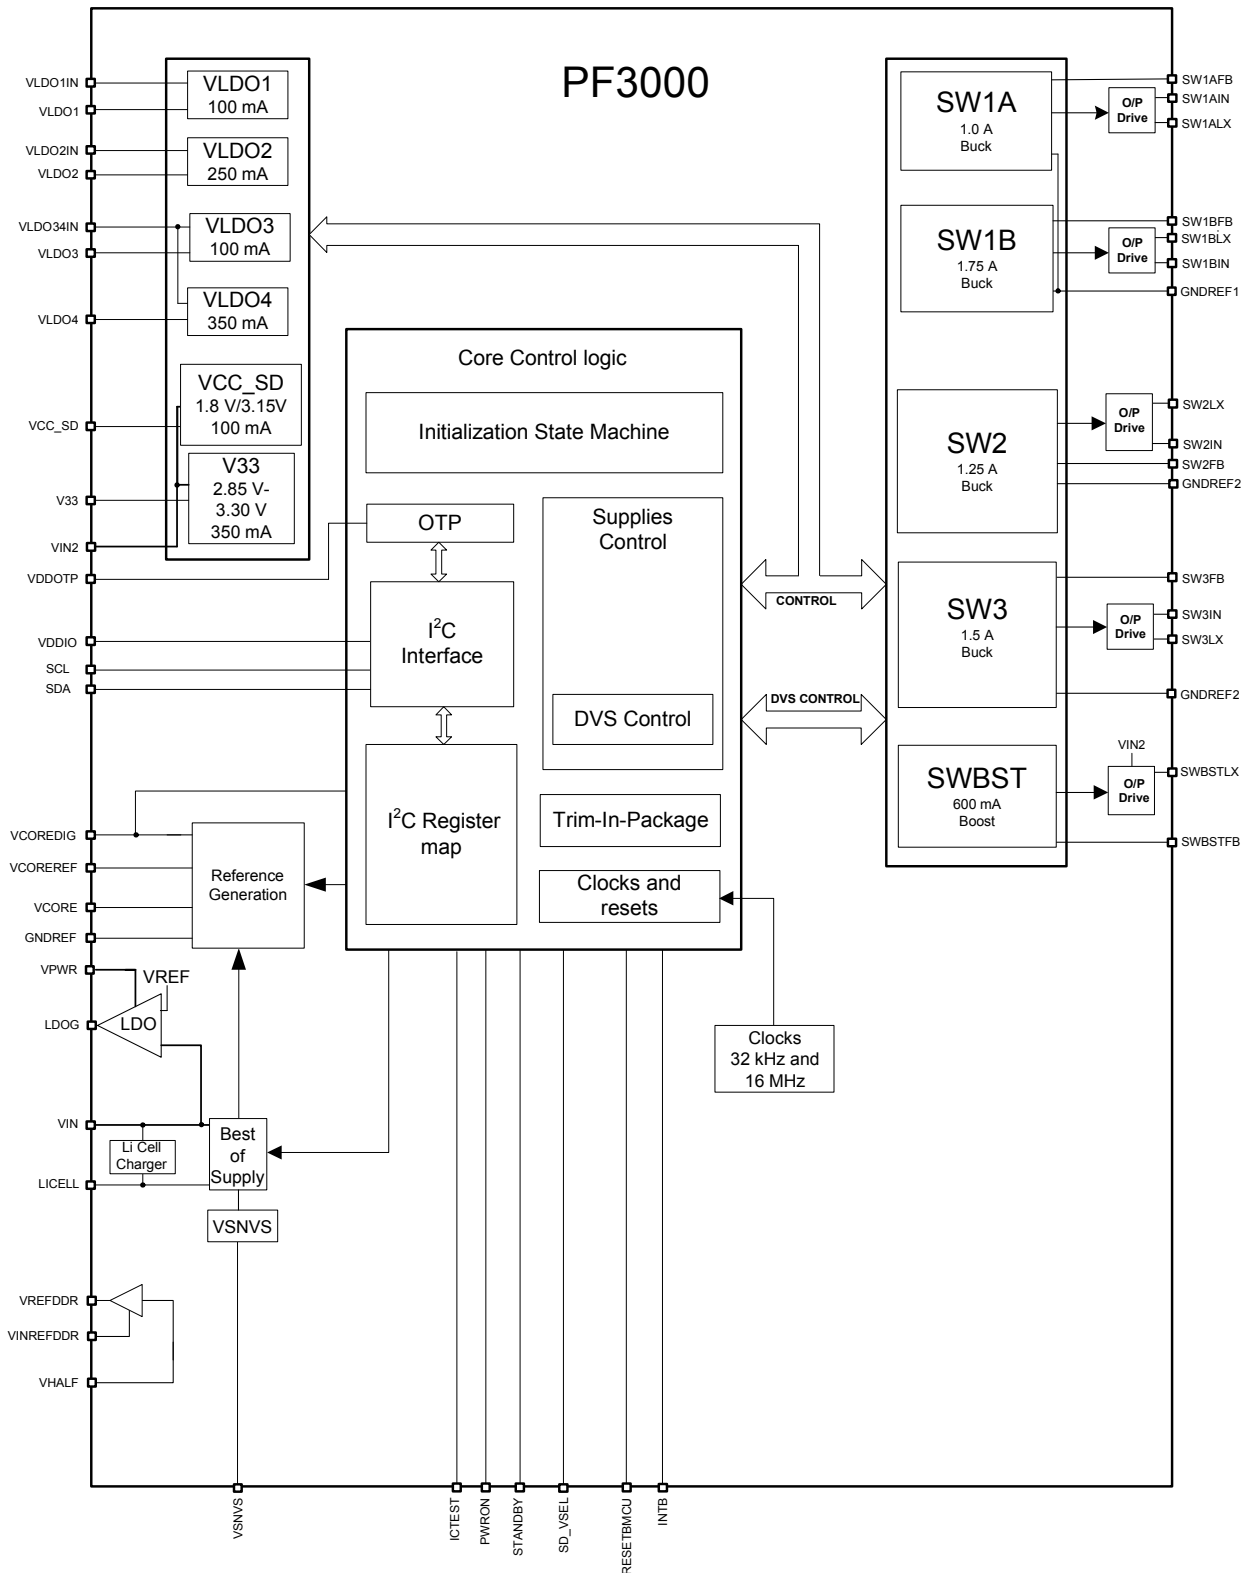 PF3000
VLDO1IN
VLDO1
VLDO2IN
VLDO2
VLDO34IN
VLDO3
VLDO4
VCC_SD
V33
VIN2
VDDOTP
VDDIO
SCL
SDA
VCOREDIG
VCOREREF
VCORE
GNDREF
VPWR
LDOG
VIN
LICELL
VREFDDR
VINREFDDR
VHALF
VLDO1
100 mA
VLDO2
250 mA
VLDO3
100 mA
VLDO4
350 mA
VCC_SD
1.8 V/3.15V
100 mA
V33
2.85 V-
3.30 V
350 mA
Core Control logic
Initialization State Machine
OTP
I²C
Interface
I²C Register
map
Supplies
Control
DVS Control
Trim-In-Package
Clocks and
resets
Reference
Generation
VREF
LDO
Li Cell
Charger
Best
of
Supply
VSNVS
Clocks
32 kHz and
16 MHz
CONTROL
DVS CONTROL
SW1A
1.0 A
Buck
SW1B
1.75 A
Buck
SW2
1.25 A
Buck
SW3
1.5 A
Buck
SWBST
600 mA
Boost
O/P
Drive
O/P
Drive
O/P
Drive
O/P
Drive
VIN2
O/P
Drive
SW1AFB
SW1AIN
SW1ALX
SW1BFB
SW1BLX
SW1BIN
GNDREF1
SW2LX
SW2IN
SW2FB
GNDREF2
SW3FB
SW3IN
SW3LX
GNDREF2
SWBSTLX
SWBSTFB
VSNVS
ICTEST
PWRON
STANDBY
SD_VSEL
RESETBMCU
INTB